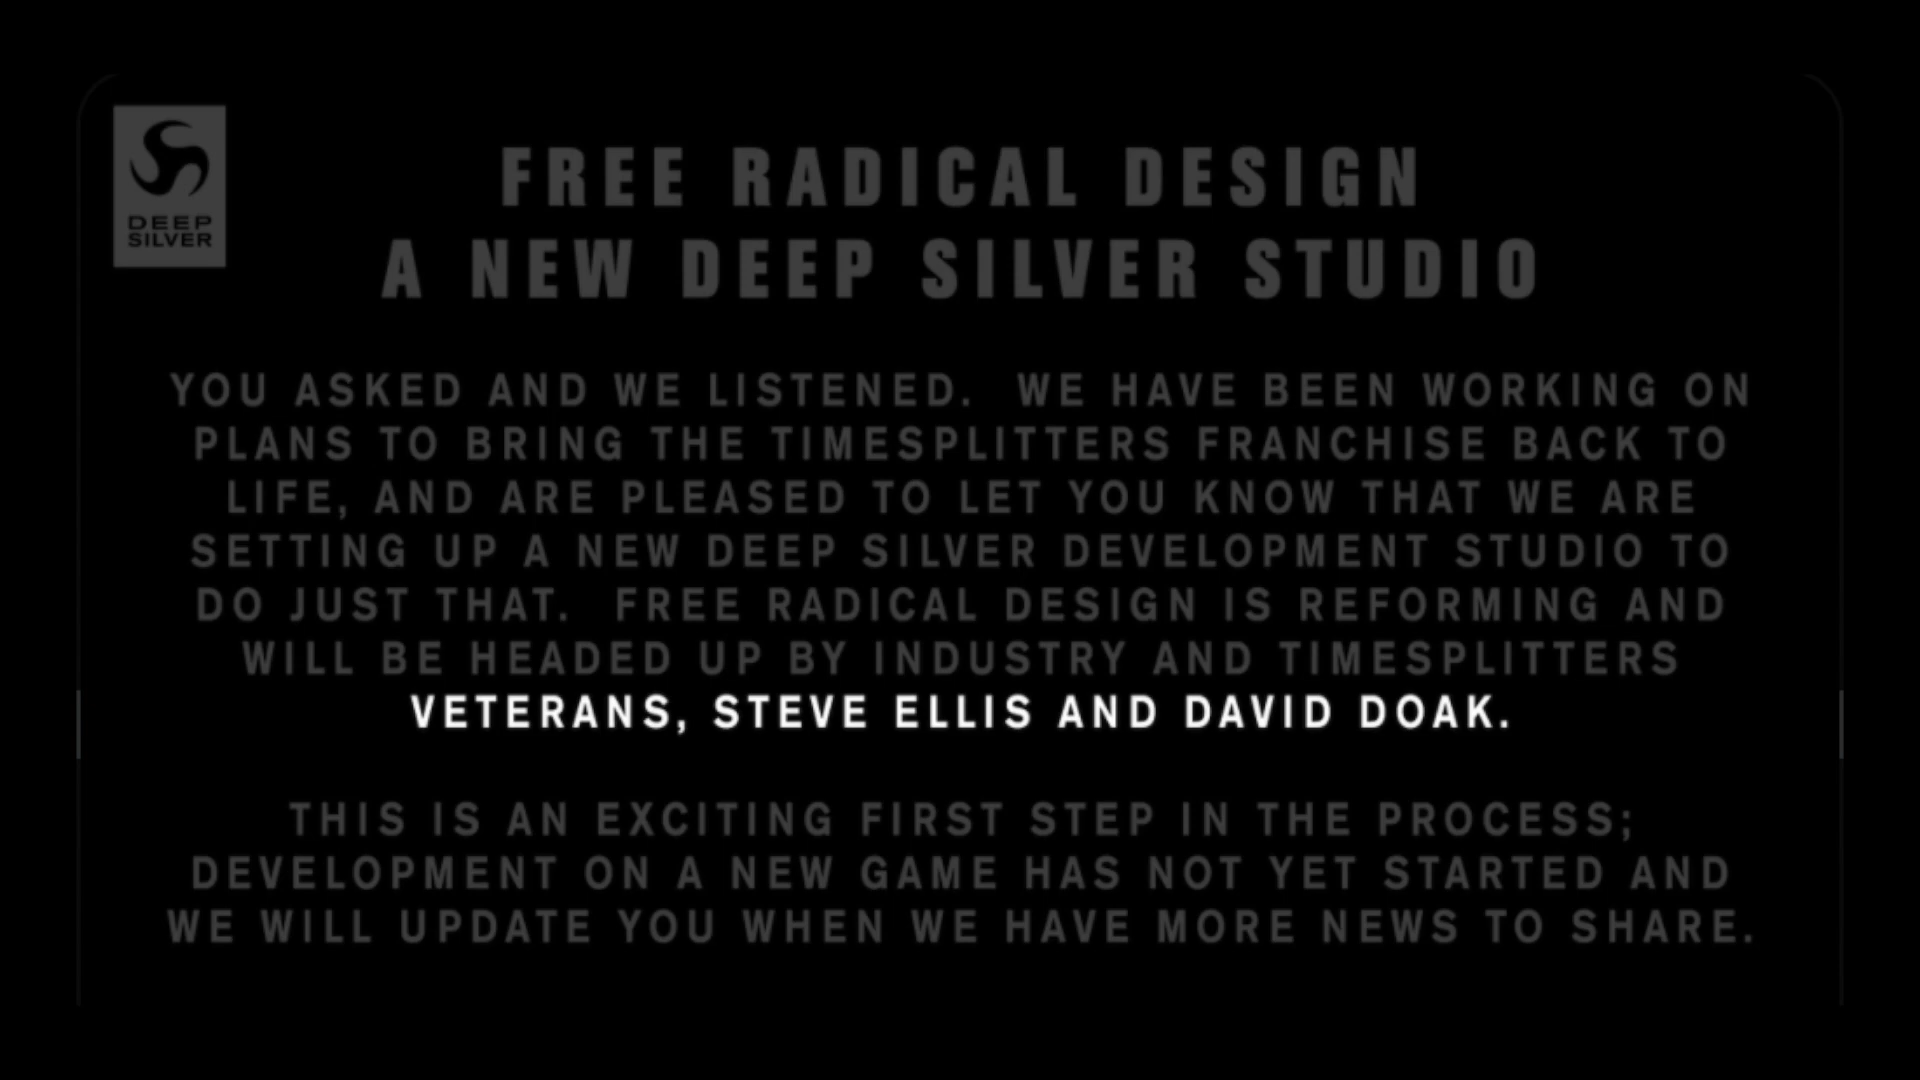 DEEP
SILVER
FREE RADICAL DESIGN
A NEW DEEP SILVER STUDIO
YOU ASKED AND WE LISTENED. WE HAVE BEEN WORKING ON
PLANS TO BRING THE TIMESPLITTERS FRANCHISE BACK TO
LIFE, AND ARE PLEASED TO LET YOU KNOW THAT WE ARE
SETTING UP A NEW DEEP SILVER DEVELOPMENT STUDIO TO
DO JUST THAT. FREE RADICAL DESIGN IS REFORMING AND
WILL BE HEADED UP BY INDUSTRY AND TIMESPLITTERS
VETERANS, STEVE ELLIS AND DAVID DOAK.
THIS IS AN EXCITING FIRST STEP IN THE PROCESS;
DEVELOPMENT ON A NEW GAME HAS NOT YET STARTED AND
WE WILL UPDATE YOU WHEN WE HAVE MORE NEWS TO SHARE.